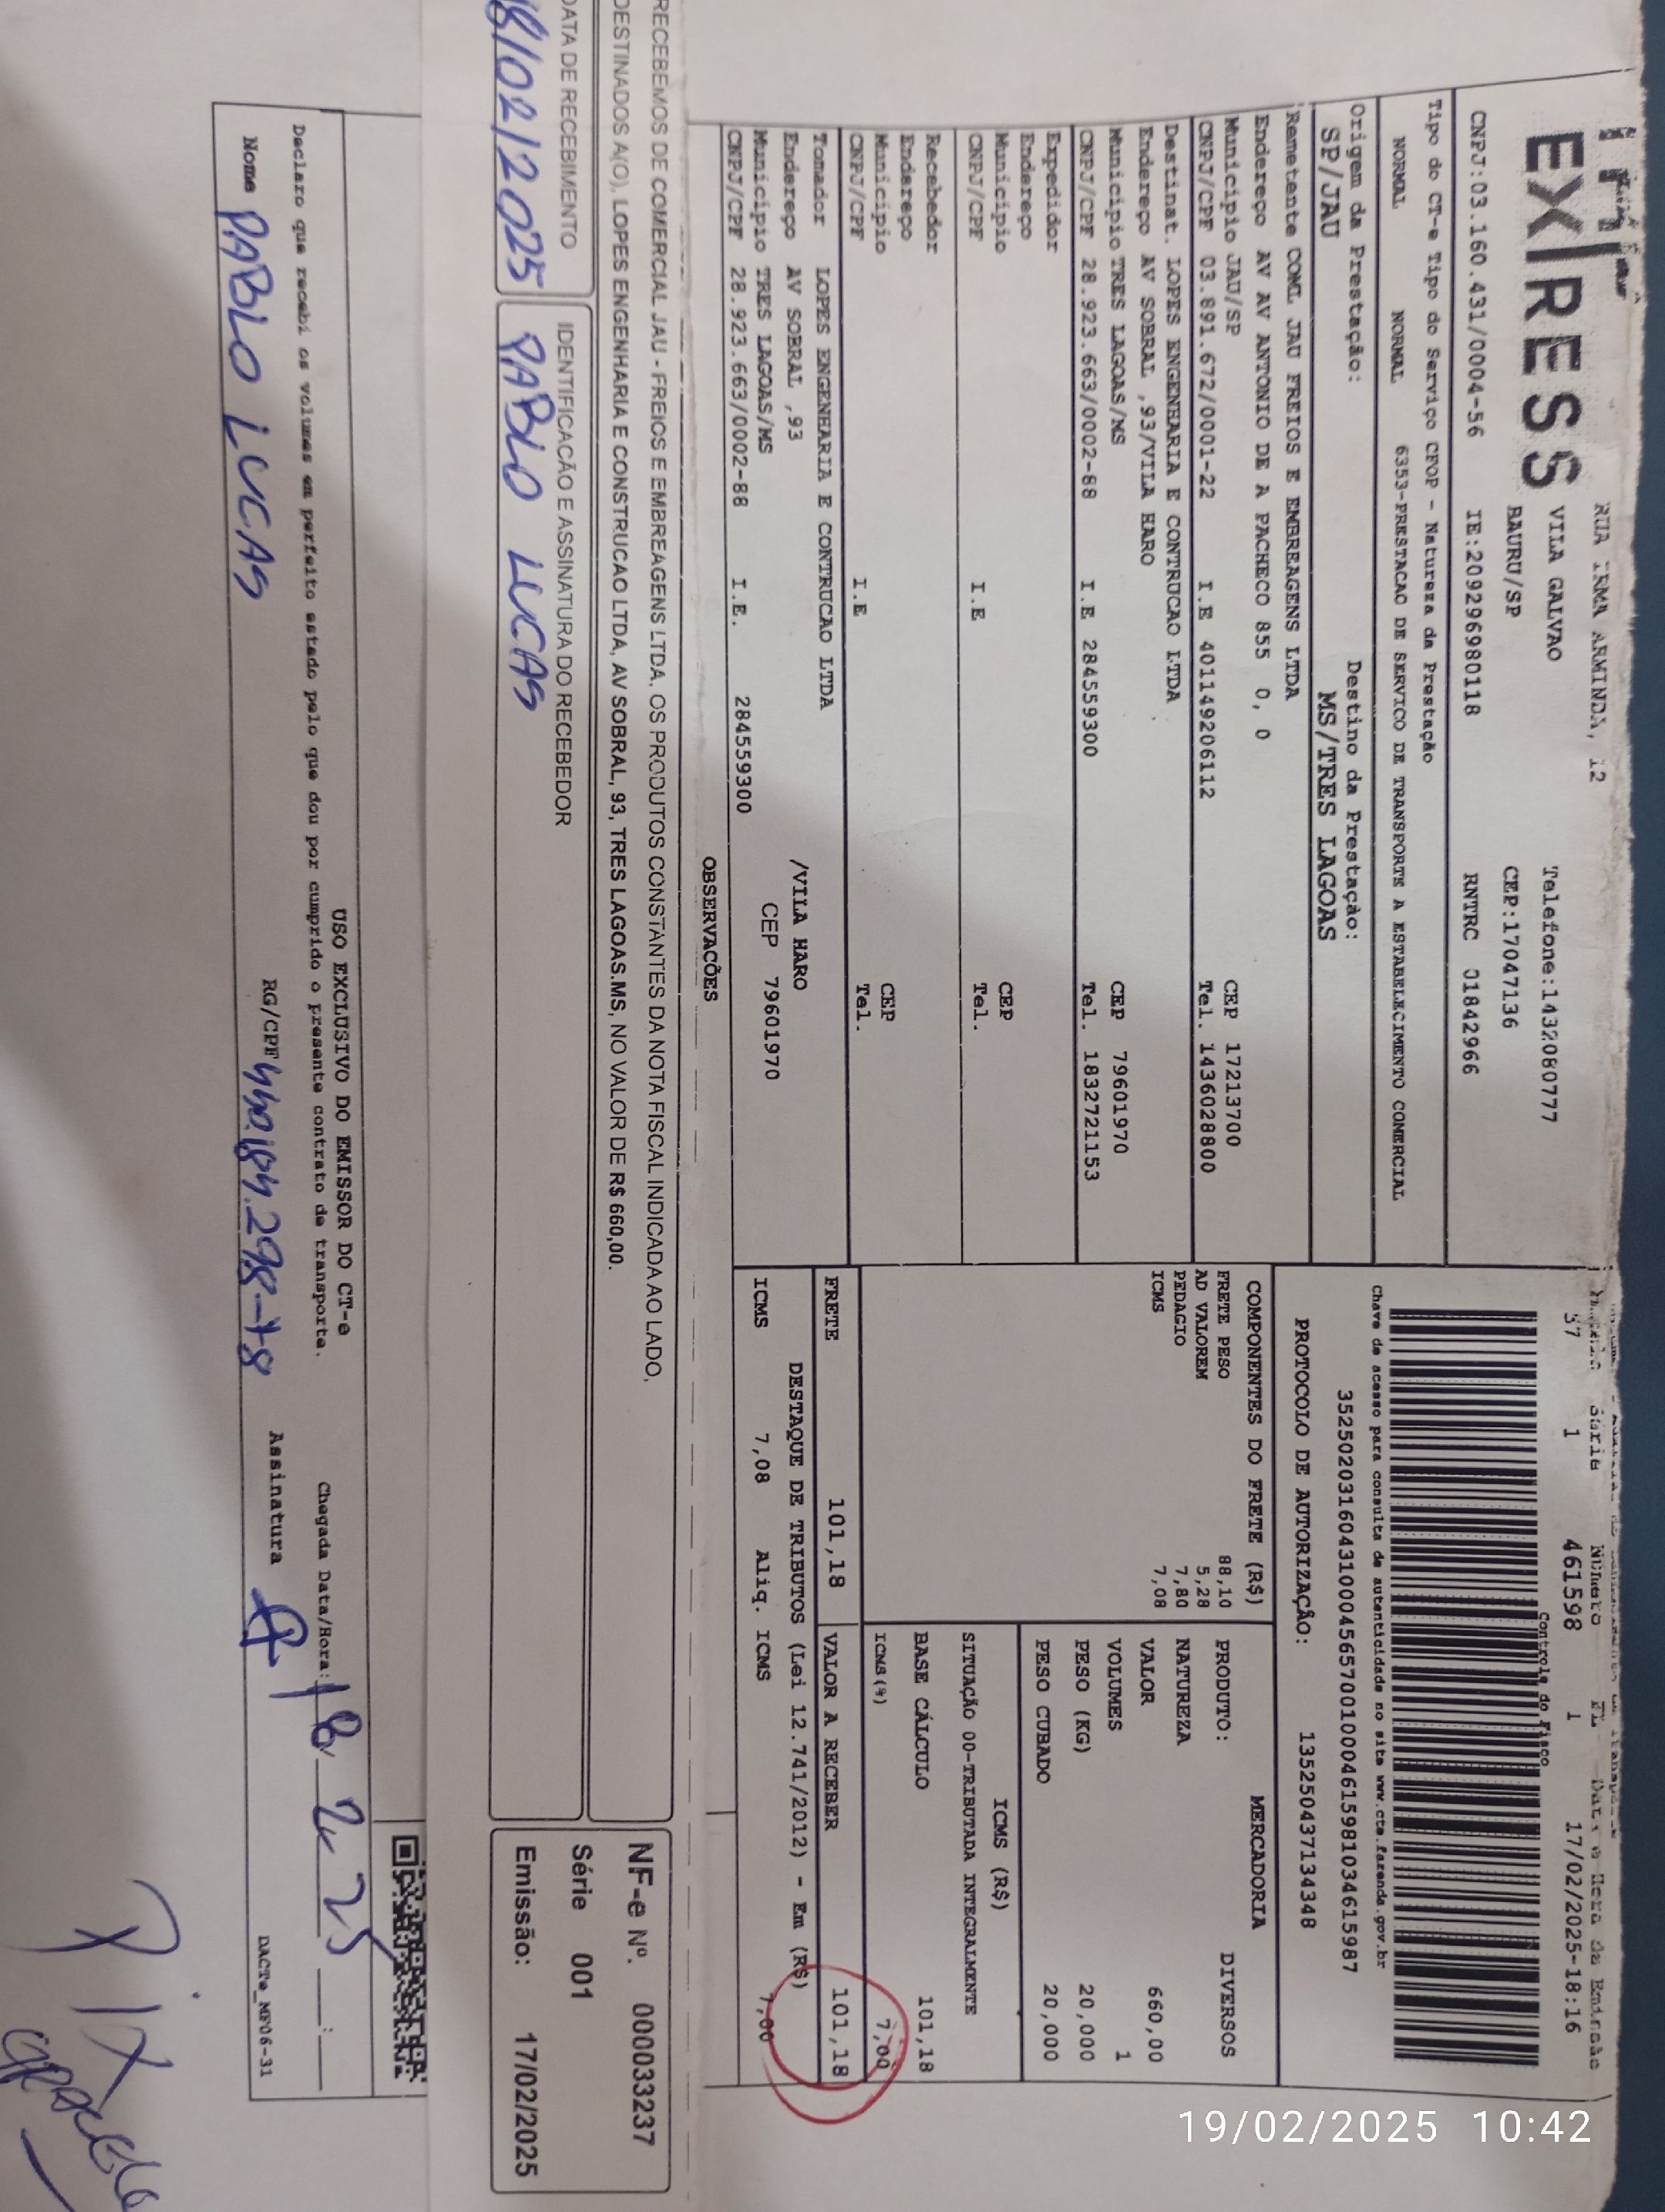 EXPRESS
RUA IRMA ARMINDA, 12
VILA GALVAO
Telefone:1432080777
BAURU/SP
CEP:17047136
CNPJ:03.160.431/0004-56 IE:209296980118 RNTRC 01842966
Série Número FL Data e Hora da Emissão
57 1 461598 1 17/02/2025-18:16
Controle do Fisco
Tipo do CT-e Tipo do Serviço CFOP - Natureza da Prestação
NORMAL NORMAL 6353-PRESTACAO DE SERVICO DE TRANSPORTE A ESTABELECIMENTO COMERCIAL
Chave de acesso para consulta de autenticidade no site www.cte.fazenda.gov.br
35250203160431000456570010004615981034615987
Origem da Prestação: Destino da Prestação:
SP/JAU MS/TRES LAGOAS
PROTOCOLO DE AUTORIZAÇÃO: 135250437134348
Remetente COML JAU FREIOS E EMBREAGENS LTDA
Endereço AV AV ANTONIO DE A PACHECO 855 0, 0
Município JAU/SP CEP 17213700
CNPJ/CPF 03.891.672/0001-22 I.E 401149206112 Tel. 1436028800
Destinat. LOPES ENGENHARIA E CONTRUCAO LTDA
Endereço AV SOBRAL ,93/VILA HARO
Município TRES LAGOAS/MS CEP 79601970
CNPJ/CPF 28.923.663/0002-88 I.E 284559300 Tel. 1832721153
Expedidor
Endereço
Município CEP
CNPJ/CPF I.E Tel.
Recebedor
Endereço
Município CEP
CNPJ/CPF I.E Tel.
Tomador LOPES ENGENHARIA E CONTRUCAO LTDA
Endereço AV SOBRAL ,93 /VILA HARO
Município TRES LAGOAS/MS CEP 79601970
CNPJ/CPF 28.923.663/0002-88 I.E. 284559300
OBSERVAÇÕES
COMPONENTES DO FRETE (R$)
FRETE PESO 88,10
AD VALOREM 5,28
PEDAGIO 7,80
ICMS 7,08
MERCADORIA
PRODUTO: DIVERSOS
NATUREZA
VALOR 660,00
VOLUMES 1
PESO (KG) 20,000
PESO CUBADO 20,000
ICMS (R$)
SITUAÇÃO 00-TRIBUTADA INTEGRALMENTE
BASE CÁLCULO 101,18
ICMS(%) 7,00
FRETE 101,18 VALOR A RECEBER 101,18
DESTAQUE DE TRIBUTOS (Lei 12.741/2012) - Em (R$)
ICMS 7,08 Aliq. ICMS 7,00
RECEBEMOS DE COMERCIAL JAU - FREIOS E EMBREAGENS LTDA. OS PRODUTOS CONSTANTES DA NOTA FISCAL INDICADA AO LADO,
DESTINADOS A(O). LOPES ENGENHARIA E CONSTRUCAO LTDA, AV SOBRAL, 93, TRES LAGOAS.MS, NO VALOR DE R$ 660,00.
DATA DE RECEBIMENTO IDENTIFICAÇÃO E ASSINATURA DO RECEBEDOR
18/02/2025 PABLO LUCAS
NF-e Nº. 000033237
Série 001
Emissão: 17/02/2025
USO EXCLUSIVO DO EMISSOR DO CT-e
Declaro que recebi os volumes em perfeito estado pelo que dou por cumprido o presente contrato de transporte.
Chegada Data/Hora: 18 2 25 __:__
Nome PABLO LUCAS RG/CPF Assinatura
DACTe_MF06-31
PIX
19/02/2025 10:42